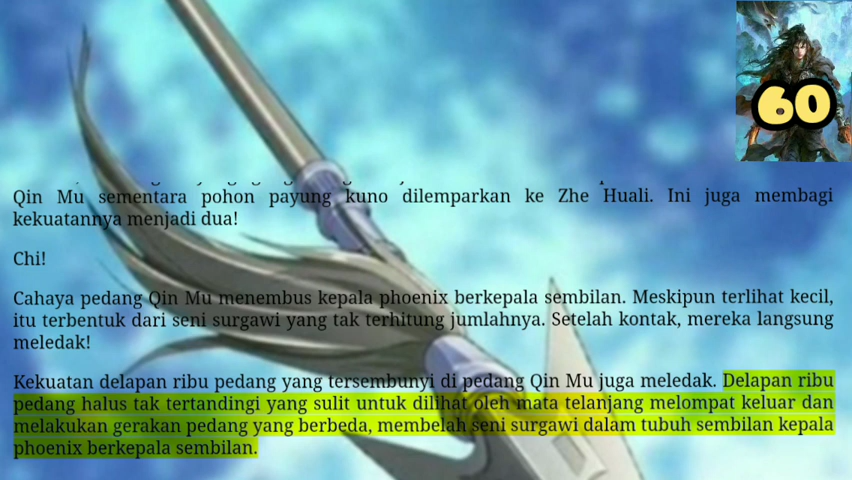 60
Qin Mu sementara pohon payung kuno dilemparkan ke Zhe Huali. Ini juga membagi
kekuatannya menjadi dua!
Chi!
Cahaya pedang Qin Mu menembus kepala phoenix berkepala sembilan. Meskipun terlihat kecil,
itu terbentuk dari seni surgawi yang tak terhitung jumlahnya. Setelah kontak, mereka langsung
meledak!
Kekuatan delapan ribu pedang yang tersembunyi di pedang Qin Mu juga meledak. Delapan ribu
pedang halus tak tertandingi yang sulit untuk dilihat oleh mata telanjang melompat keluar dan
melakukan gerakan pedang yang berbeda, membelah seni surgawi dalam tubuh sembilan kepala
phoenix berkepala sembilan.